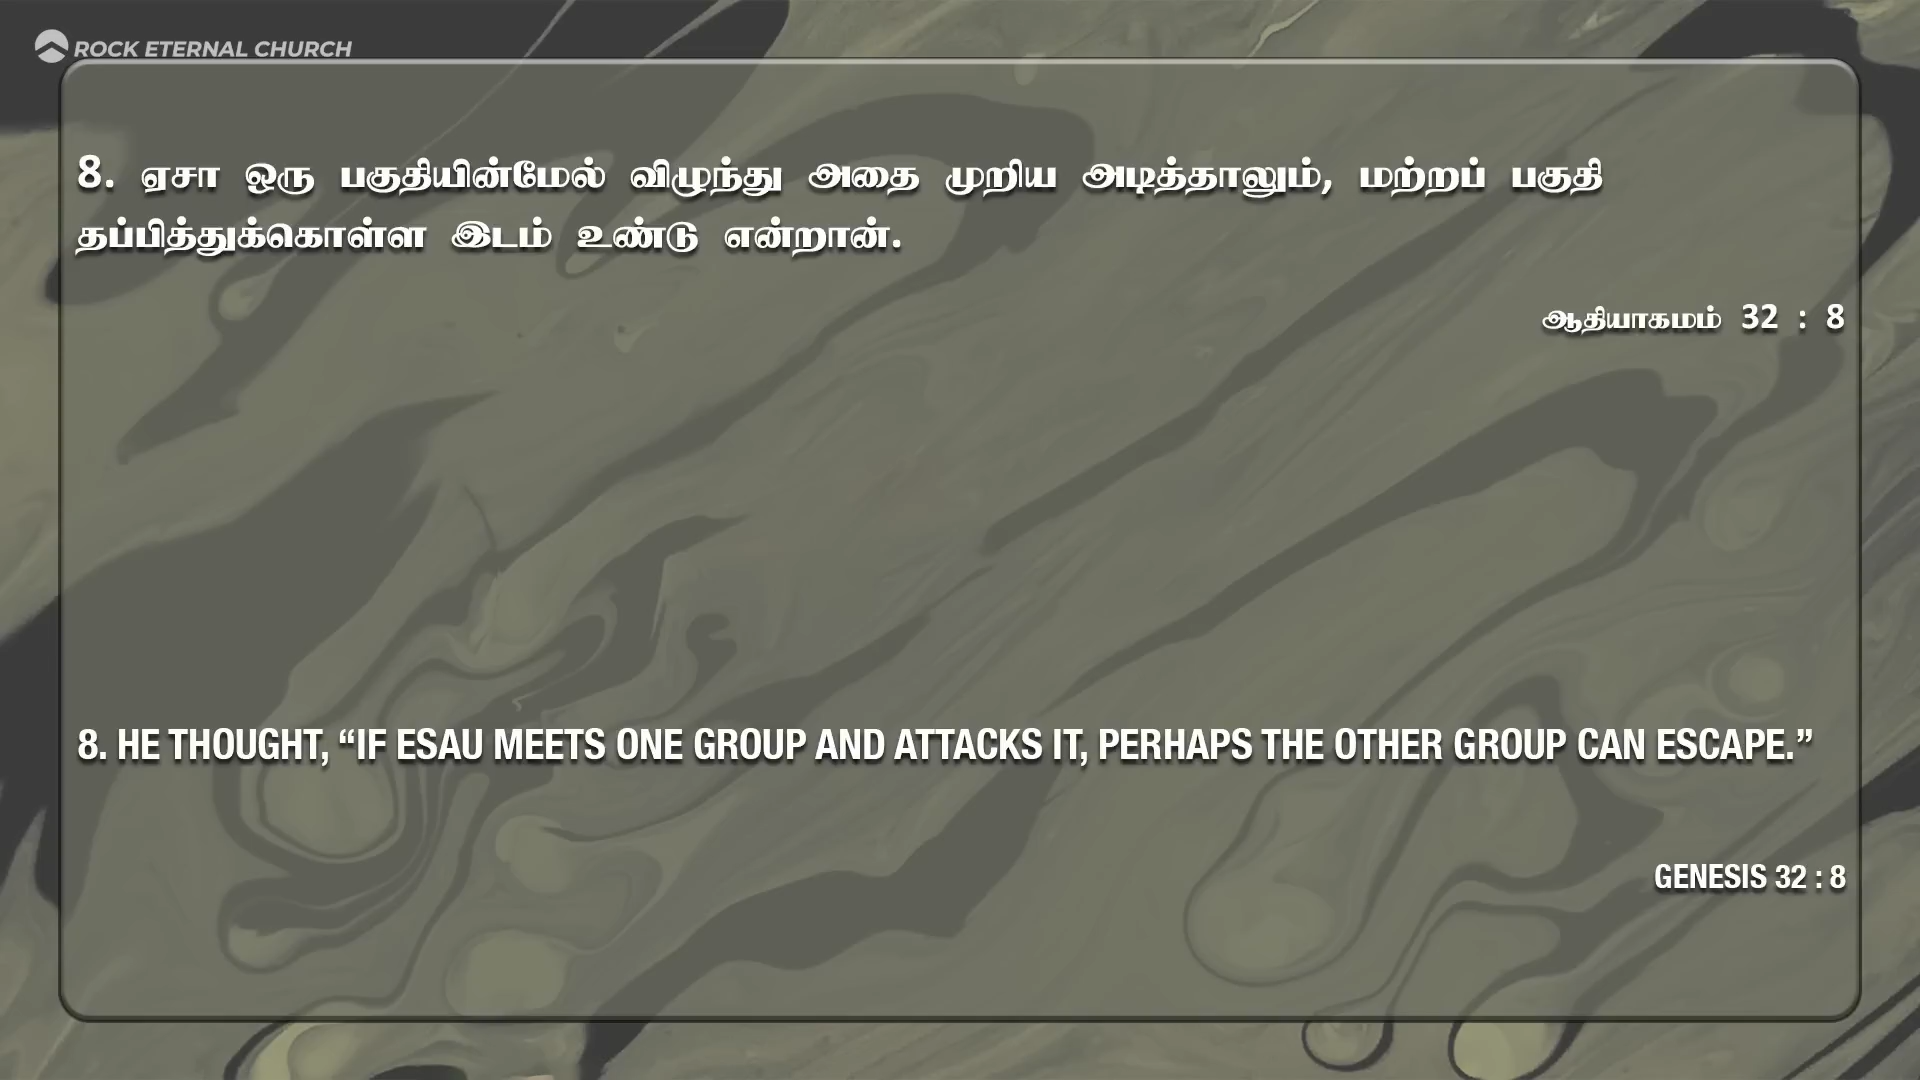 ROCK ETERNAL CHURCH
8. ஏசா ஒரு பகுதியின்மேல் விழுந்து அதை முறிய அடித்தாலும், மற்றப் பகுதி
தப்பித்துக்கொள்ள இடம் உண்டு என்றான்.
ஆதியாகமம் 32 : 8
8. HE THOUGHT, “IF ESAU MEETS ONE GROUP AND ATTACKS IT, PERHAPS THE OTHER GROUP CAN ESCAPE.”
GENESIS 32 : 8